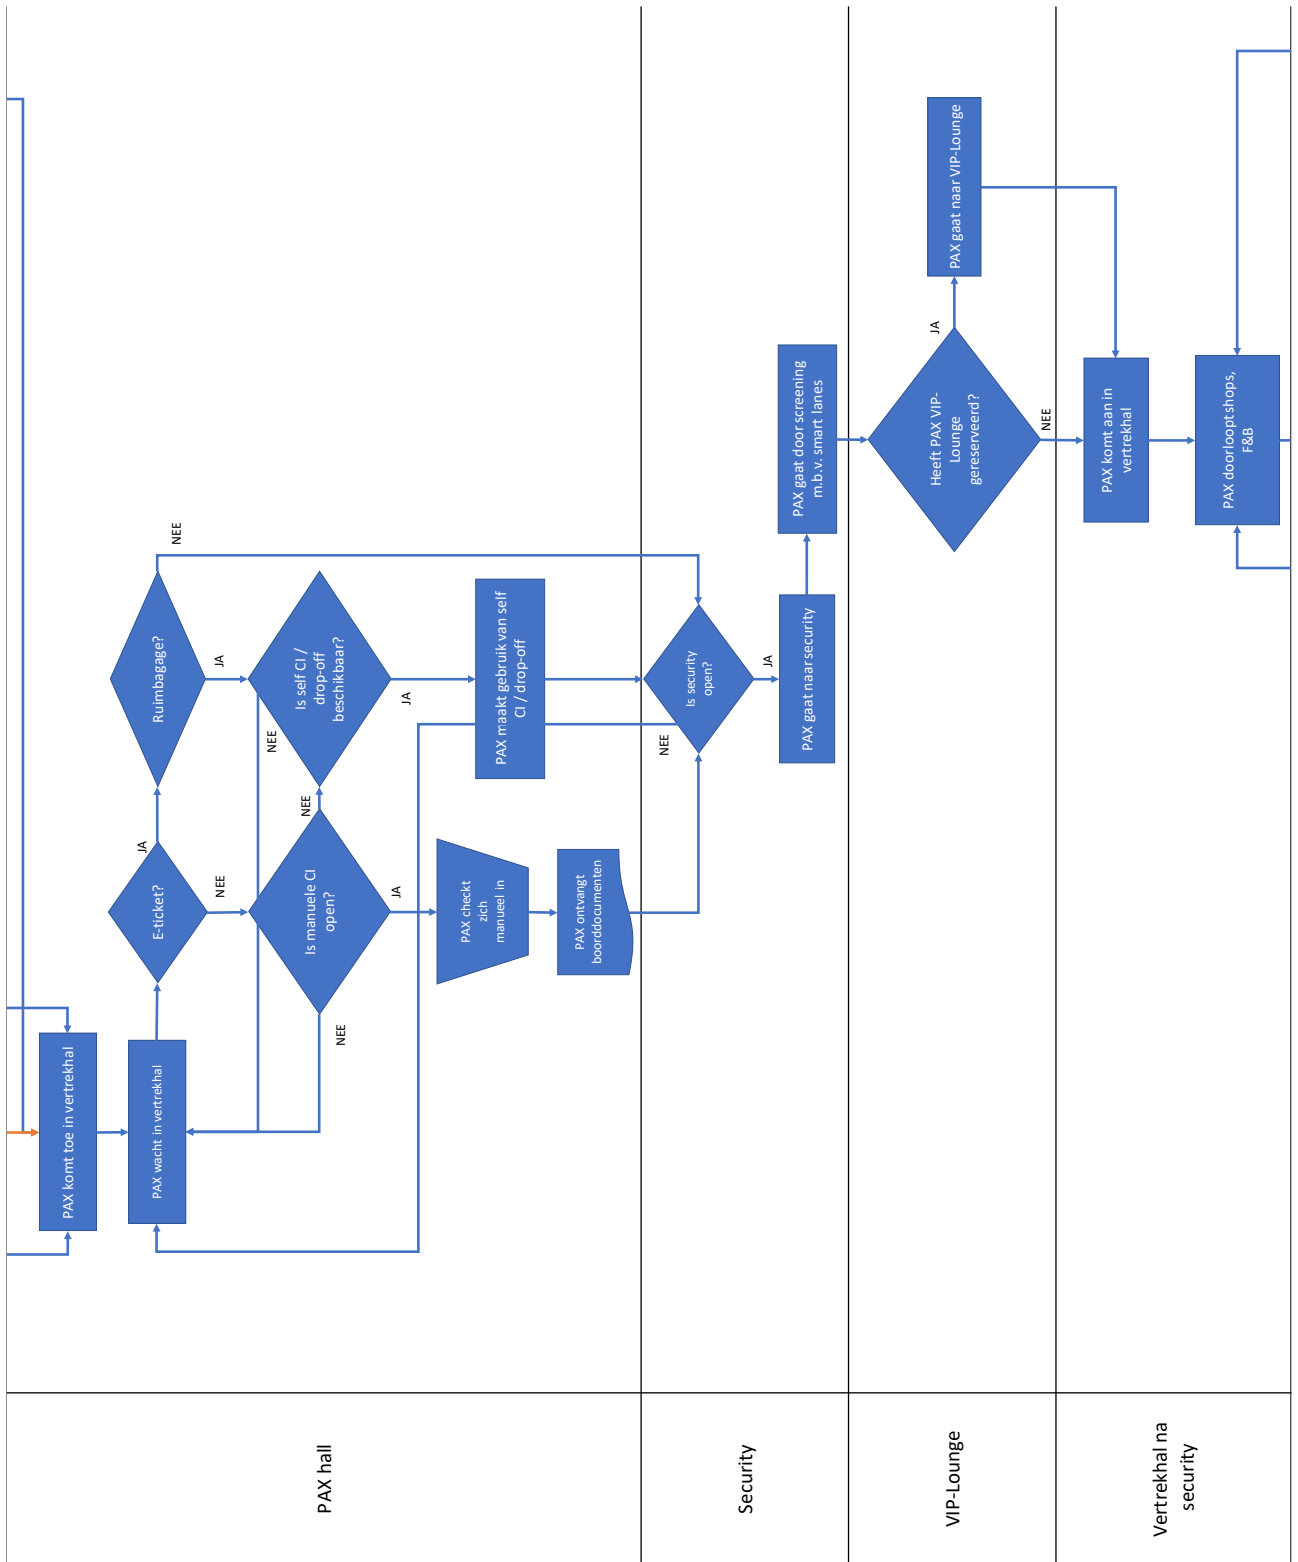 PAX hall
PAX komt toe in vertrekhal
PAX wacht in vertrekhal
E-ticket?
JA
NEE
Ruimbagage?
NEE
JA
Is manuele CI
open?
NEE
NEE
JA
Is self CI /
drop-off
beschikbaar?
NEE
JA
PAX checkt
zich
manueel in
PAX ontvangt
boorddocumenten
PAX maakt gebruik van self
CI / drop-off
Security
Is security
open?
NEE
JA
PAX gaat naar security
PAX gaat door screening
m.b.v. smart lanes
VIP-Lounge
Heeft PAX VIP-
Lounge
gereserveerd?
JA
NEE
PAX gaat naar VIP-Lounge
Vertrekhal na
security
PAX komt aan in
vertrekhal
PAX doorloopt shops,
F&B